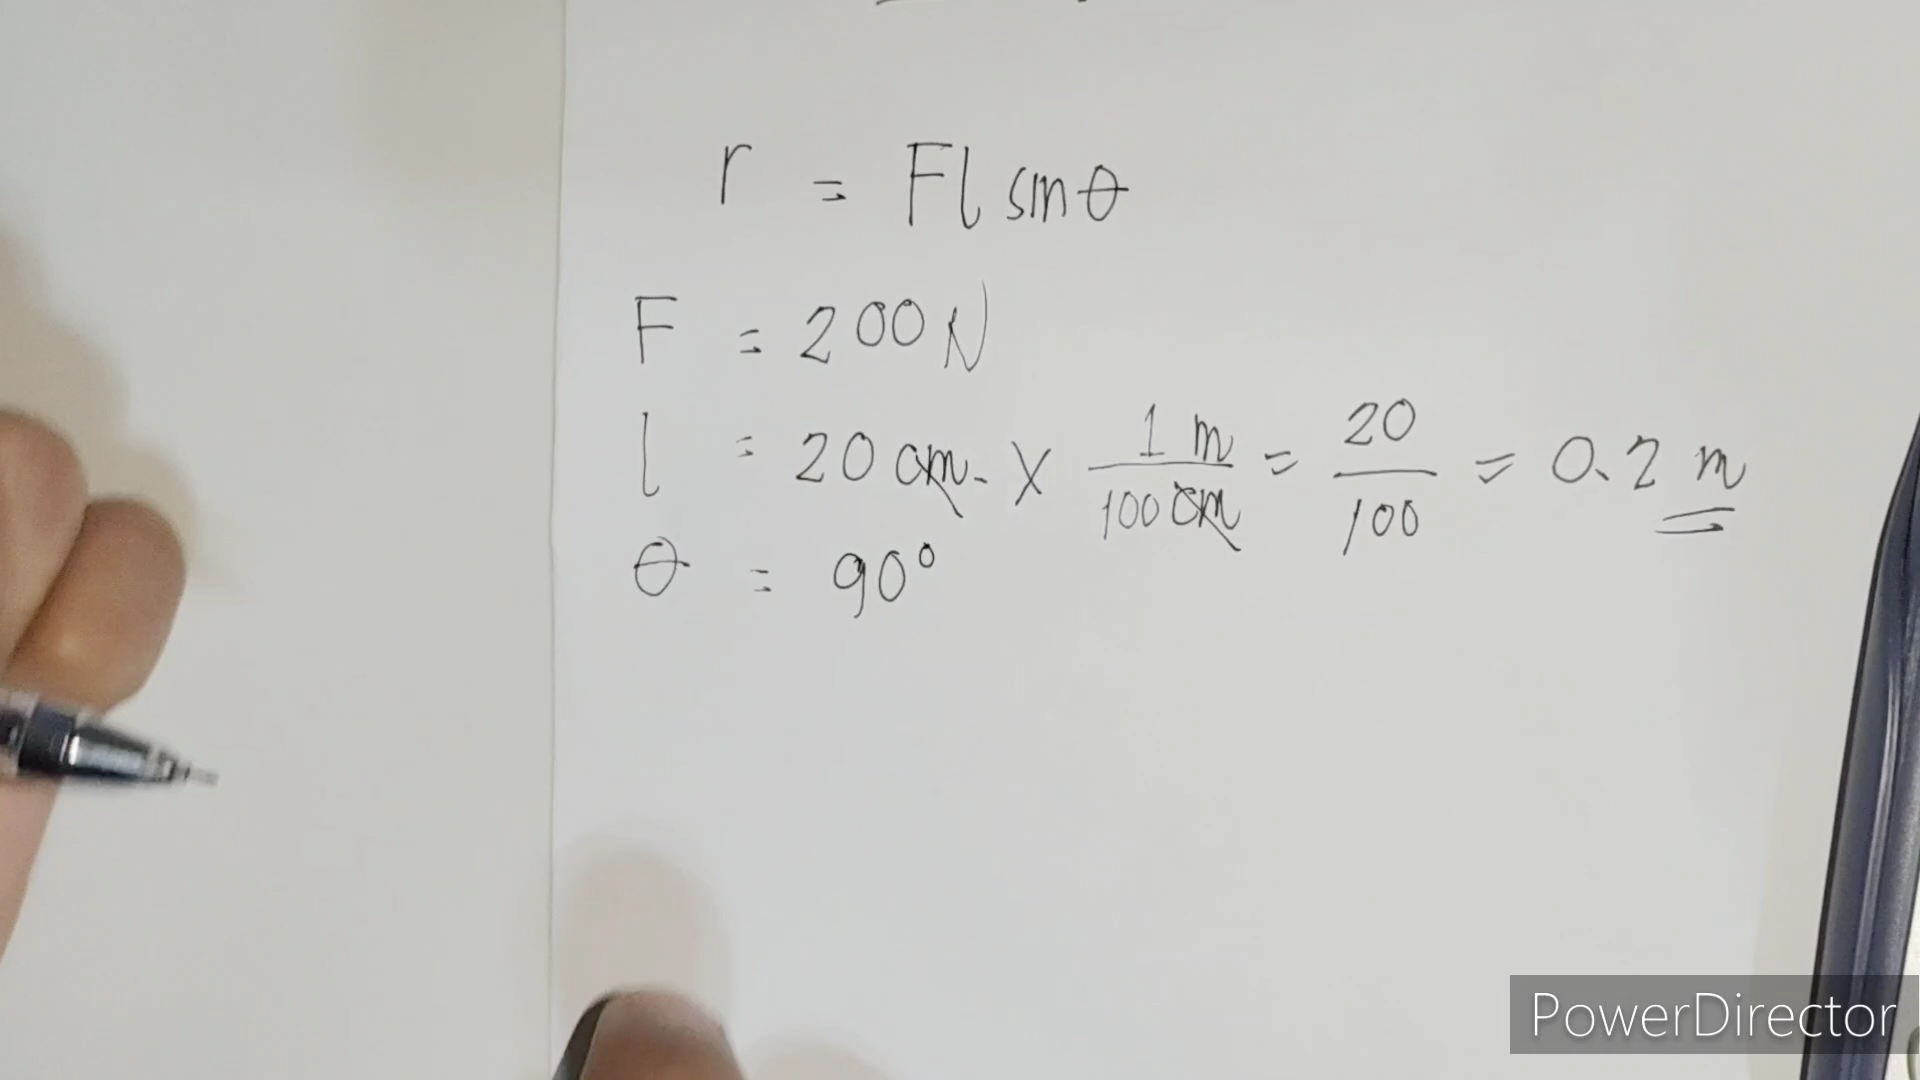 r = Fl sinθ
F = 200 N
l = 20 cm. X 1 m / 100 cm = 20 / 100 = 0.2 m
θ = 90°
PowerDirector